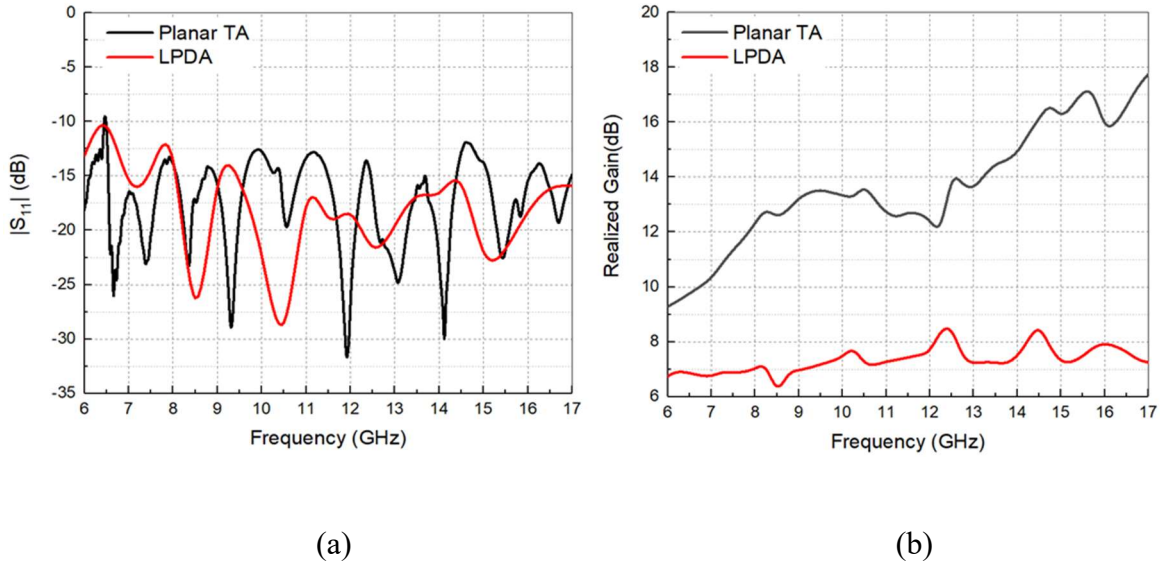 Planar TA
LPDA
|S11| (dB)
0
-5
-10
-15
-20
-25
-30
-35
6 7 8 9 10 11 12 13 14 15 16 17
Frequency (GHz)
(a)
Planar TA
LPDA
Realized Gain(dB)
20
18
16
14
12
10
8
6
6 7 8 9 10 11 12 13 14 15 16 17
Frequency (GHz)
(b)